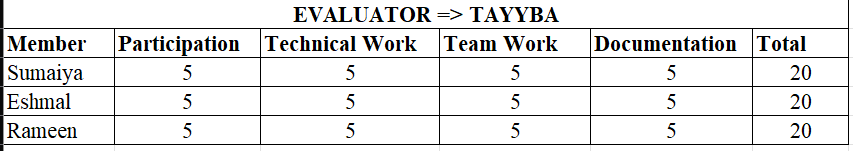 EVALUATOR => TAYYBA
Member Participation Technical Work Team Work Documentation Total
Sumaiya 5 5 5 5 20
Eshmal 5 5 5 5 20
Rameen 5 5 5 5 20